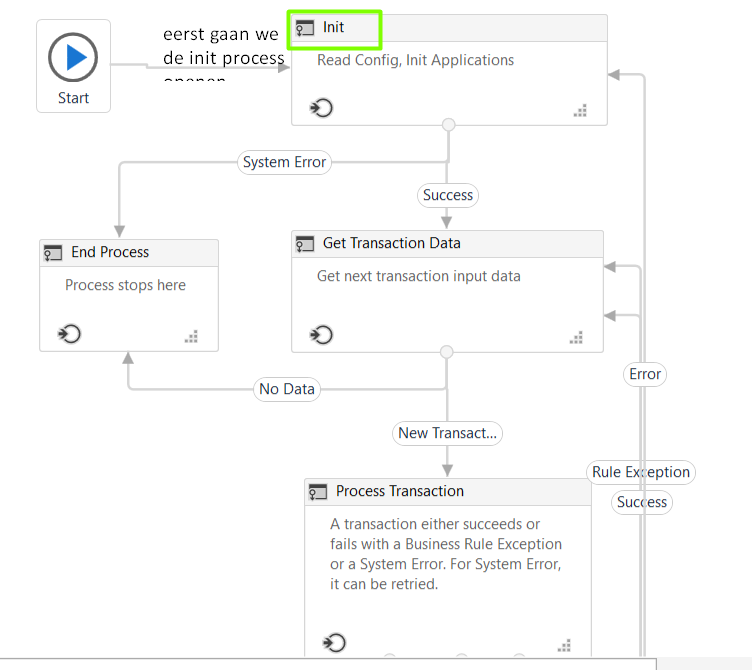 eerst gaan we
de init process
Init
Read Config, Init Applications
Start
System Error
Success
End Process
Process stops here
Get Transaction Data
Get next transaction input data
No Data
Error
New Transact...
Rule Exception
Success
Process Transaction
A transaction either succeeds or
fails with a Business Rule Exception
or a System Error. For System Error,
it can be retried.